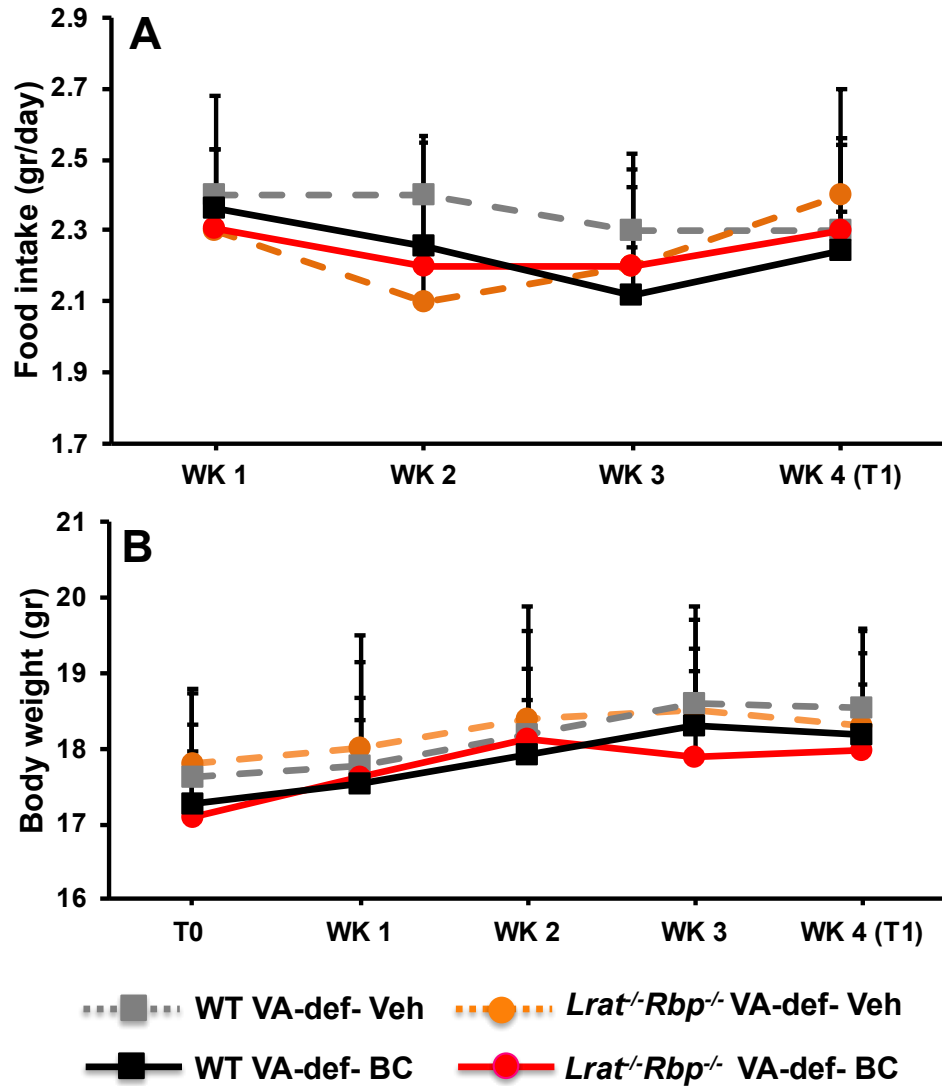 A
Food intake (gr/day)
2.9
2.7
2.5
2.3
2.1
1.9
1.7
WK 1 WK 2 WK 3 WK 4 (T1)
B
Body weight (gr)
21
20
19
18
17
16
T0 WK 1 WK 2 WK 3 WK 4 (T1)
WT VA-def- Veh Lrat-/-Rbp-/- VA-def- Veh
WT VA-def- BC Lrat-/-Rbp-/- VA-def- BC